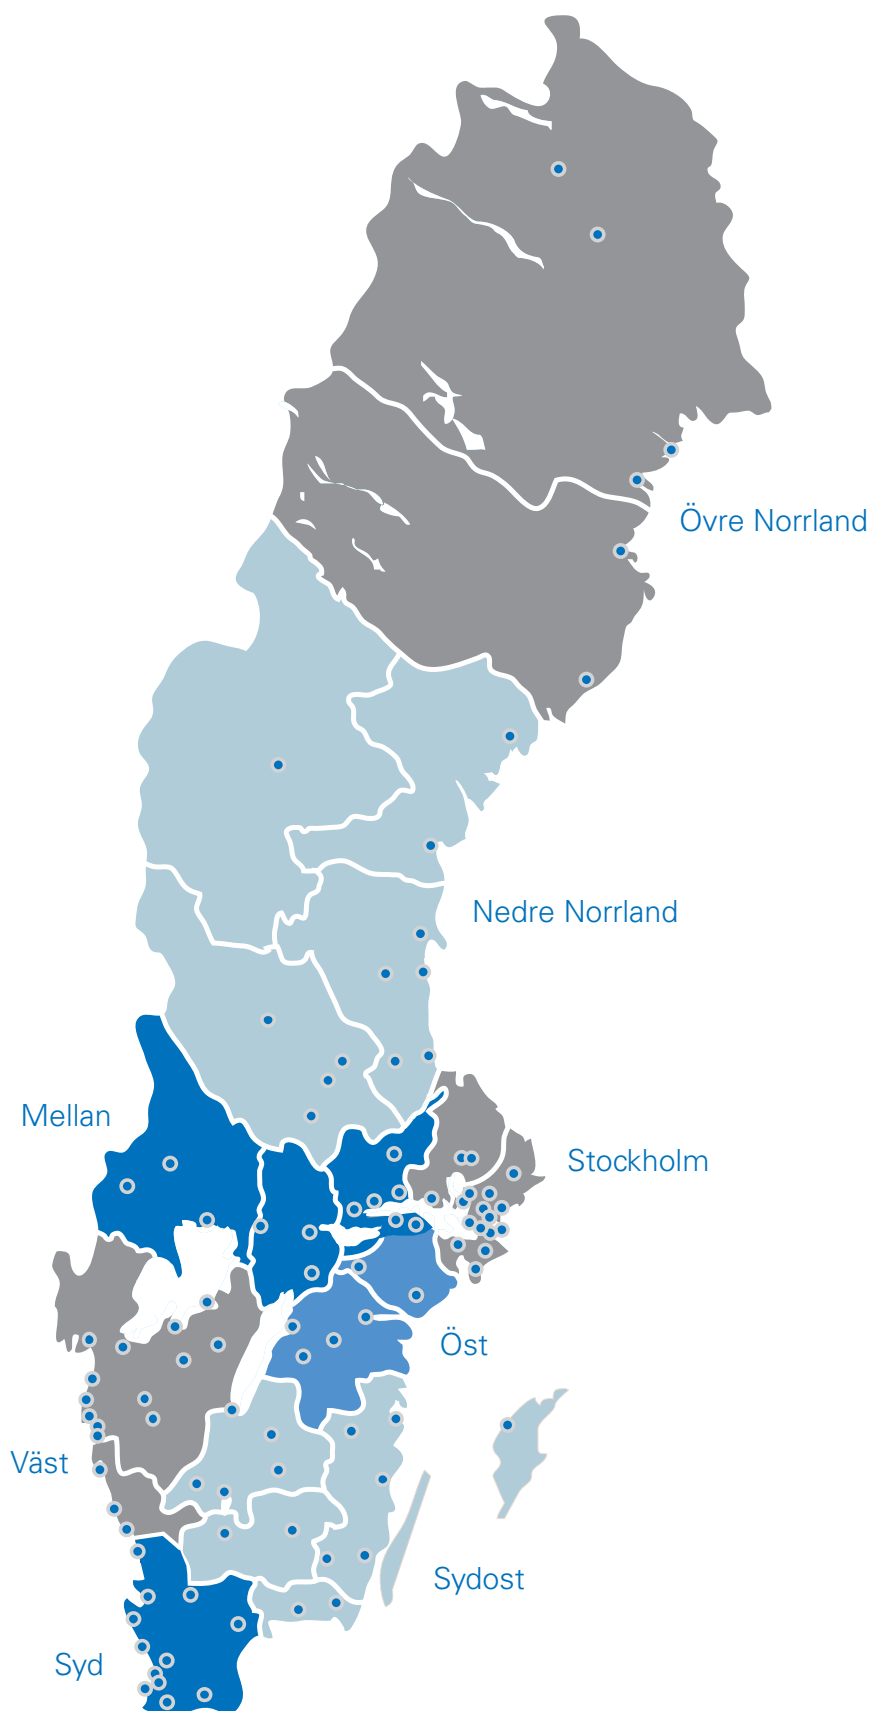 Övre Norrland
Nedre Norrland
Mellan
Stockholm
Öst
Väst
Sydost
Syd